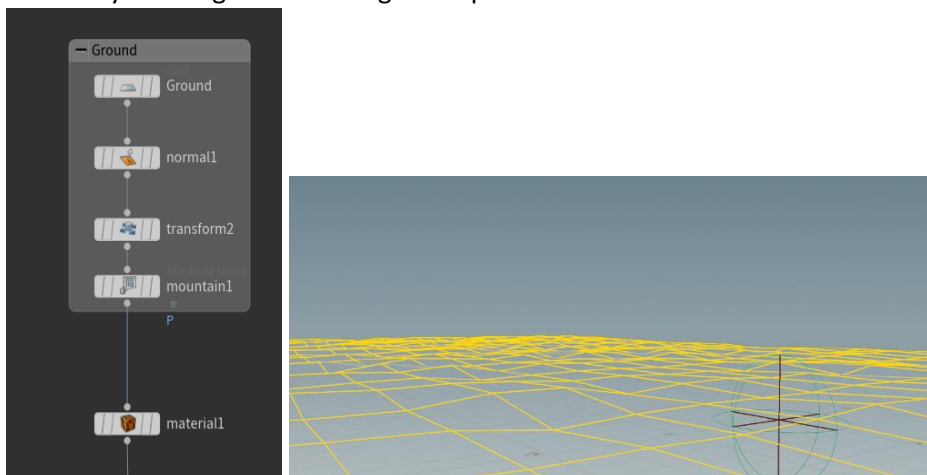 Ground
Grid
Ground
normal1
transform2
Attribute Noise
mountain1
P
material1